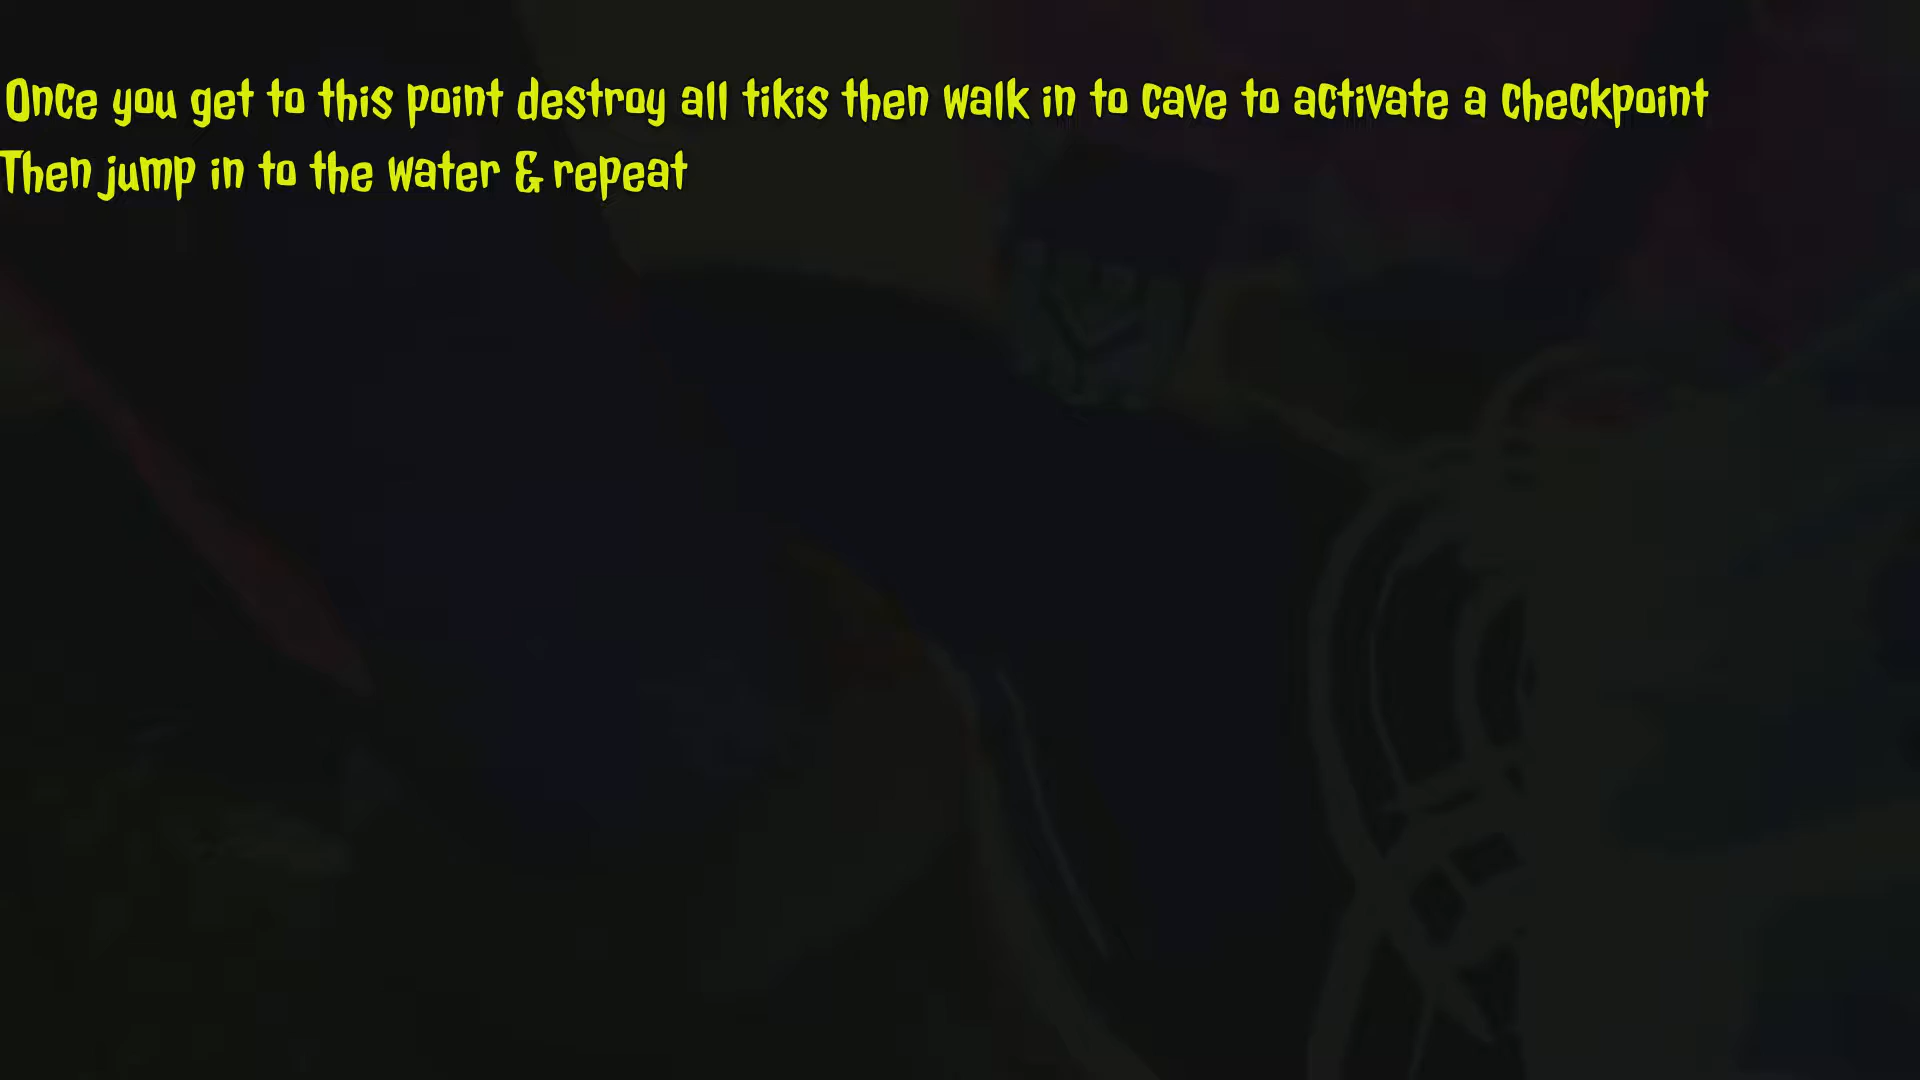 Once you get to this point destroy all tikis then walk in to cave to activate a checkpoint
Then jump in to the water & repeat